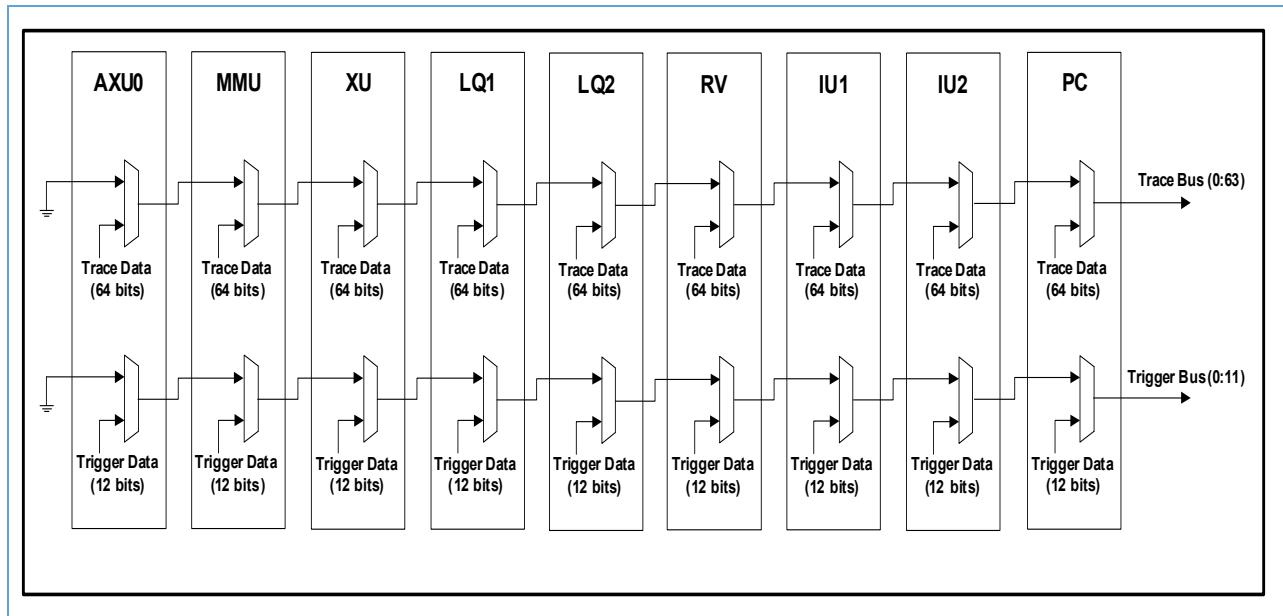 AXU0 MMU XU LQ1 LQ2 RV IU1 IU2 PC
Trace Bus (0:63)
Trace Data Trace Data Trace Data Trace Data Trace Data Trace Data Trace Data Trace Data Trace Data
(64 bits) (64 bits) (64 bits) (64 bits) (64 bits) (64 bits) (64 bits) (64 bits) (64 bits)
Trigger Bus (0:11)
Trigger Data Trigger Data Trigger Data Trigger Data Trigger Data Trigger Data Trigger Data Trigger Data Trigger Data
(12 bits) (12 bits) (12 bits) (12 bits) (12 bits) (12 bits) (12 bits) (12 bits) (12 bits)